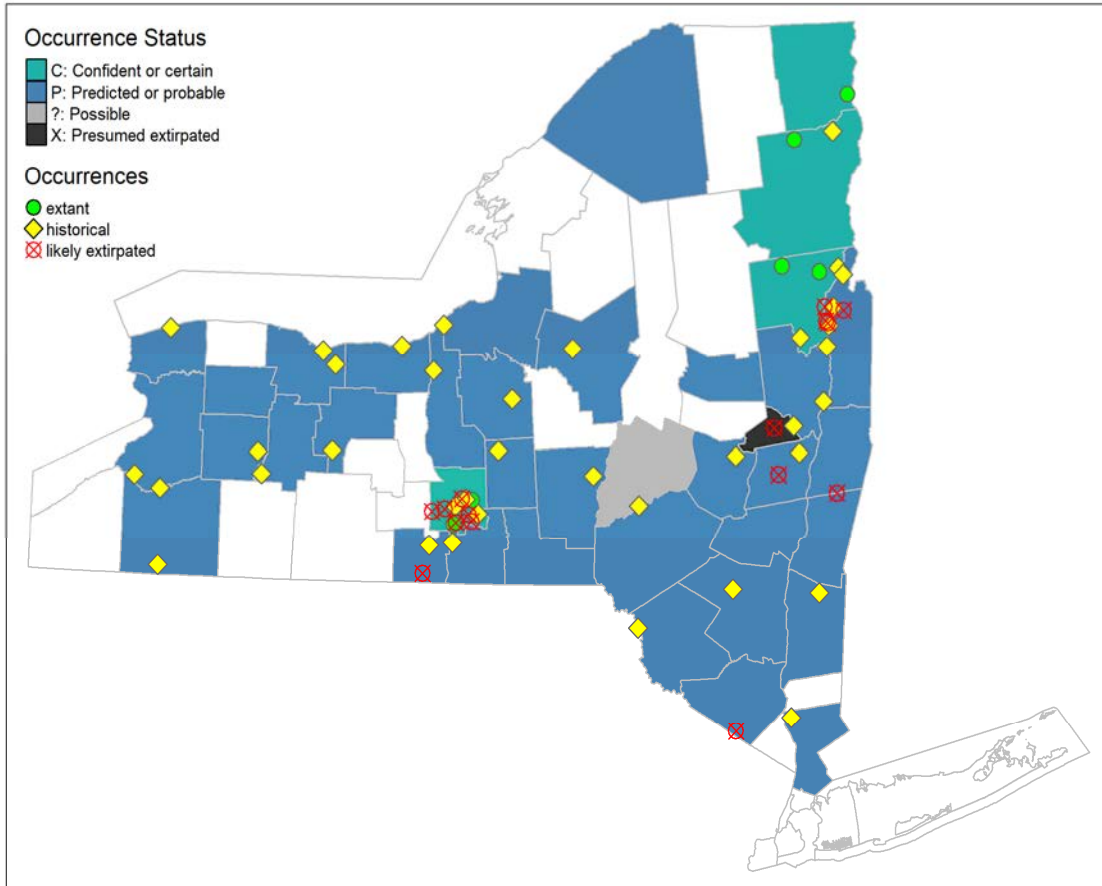 Occurrence Status
C: Confident or certain
P: Predicted or probable
?: Possible
X: Presumed extirpated
Occurrences
extant
historical
likely extirpated